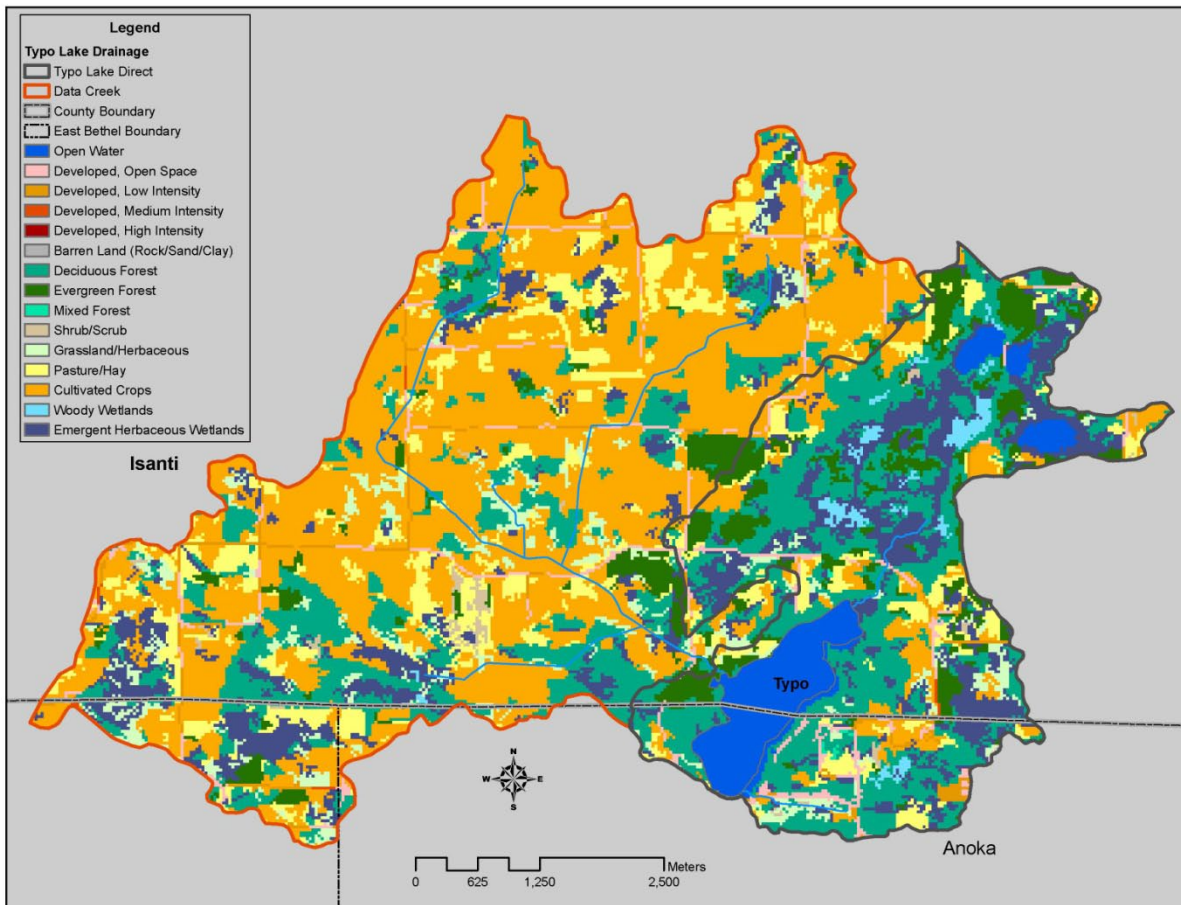 Legend
Typo Lake Drainage
Typo Lake Direct
Data Creek
County Boundary
East Bethel Boundary
Open Water
Developed, Open Space
Developed, Low Intensity
Developed, Medium Intensity
Developed, High Intensity
Barren Land (Rock/Sand/Clay)
Deciduous Forest
Evergreen Forest
Mixed Forest
Shrub/Scrub
Grassland/Herbaceous
Pasture/Hay
Cultivated Crops
Woody Wetlands
Emergent Herbaceous Wetlands
Isanti
Typo
N
W E
S
Anoka
Meters
0 625 1,250 2,500